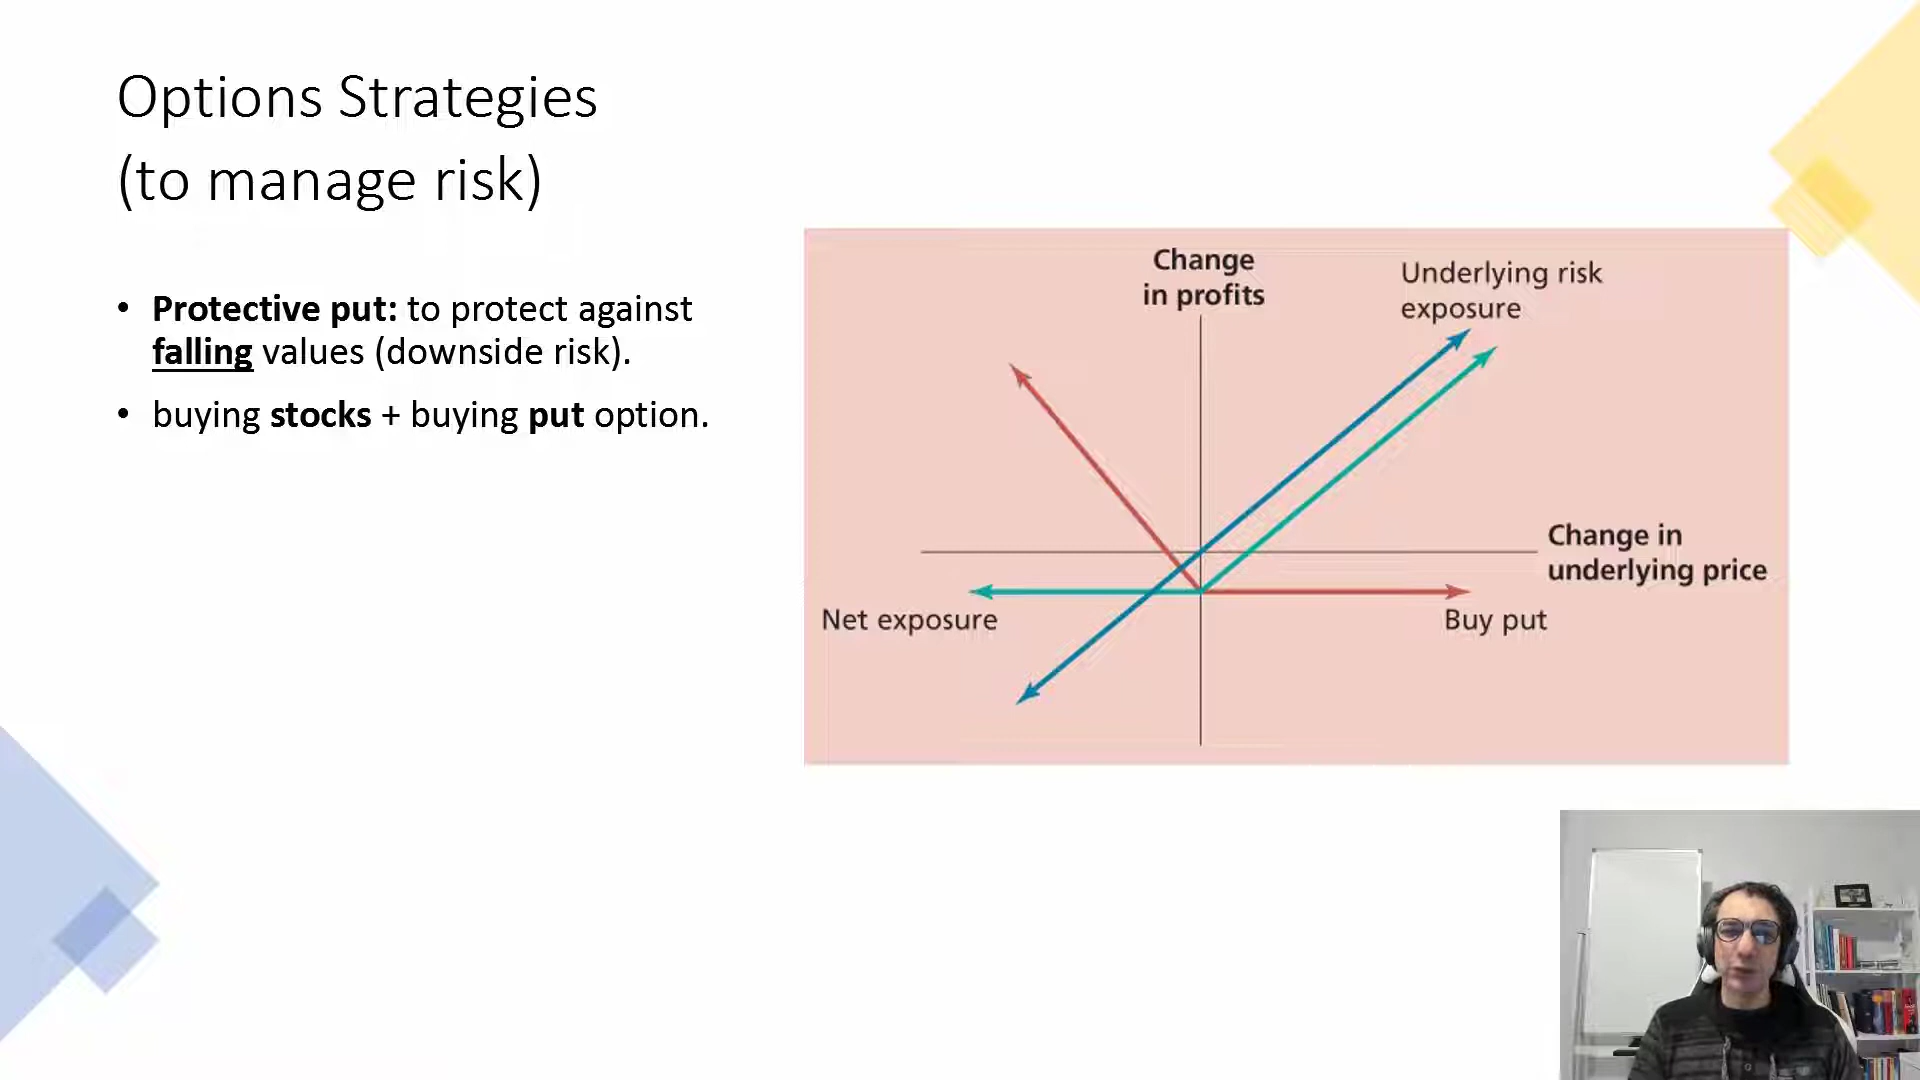 Options Strategies
(to manage risk)
• Protective put: to protect against
falling values (downside risk).
• buying stocks + buying put option.
Change
in profits
Underlying risk
exposure
Change in
underlying price
Net exposure
Buy put